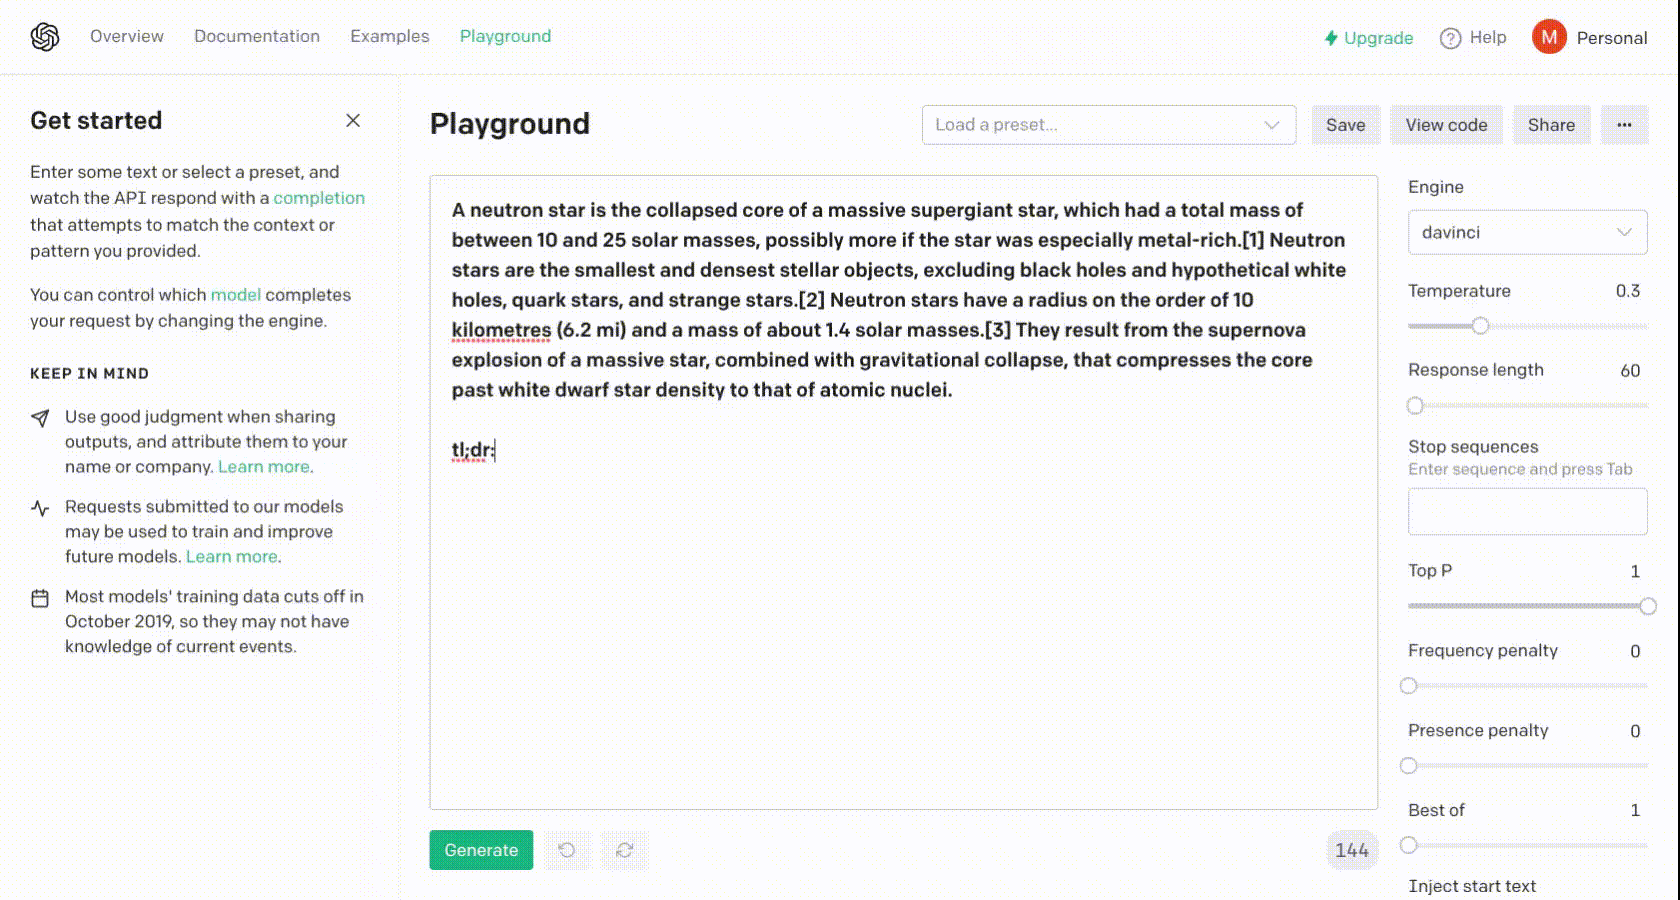 Overview Documentation Examples Playground
Upgrade Help M Personal
Get started
Enter some text or select a preset, and
watch the API respond with a completion
that attempts to match the context or
pattern you provided.
You can control which model completes
your request by changing the engine.
KEEP IN MIND
Use good judgment when sharing
outputs, and attribute them to your
name or company. Learn more.
Requests submitted to our models
may be used to train and improve
future models. Learn more.
Most models' training data cuts off in
October 2019, so they may not have
knowledge of current events.
Playground
Load a preset...
Save
View code
Share
A neutron star is the collapsed core of a massive supergiant star, which had a total mass of
between 10 and 25 solar masses, possibly more if the star was especially metal-rich.[1] Neutron
stars are the smallest and densest stellar objects, excluding black holes and hypothetical white
holes, quark stars, and strange stars.[2] Neutron stars have a radius on the order of 10
kilometres (6.2 mi) and a mass of about 1.4 solar masses.[3] They result from the supernova
explosion of a massive star, combined with gravitational collapse, that compresses the core
past white dwarf star density to that of atomic nuclei.
tl;dr:
Generate
144
Engine
davinci
Temperature 0.3
Response length 60
Stop sequences
Enter sequence and press Tab
Top P 1
Frequency penalty 0
Presence penalty 0
Best of 1
Inject start text